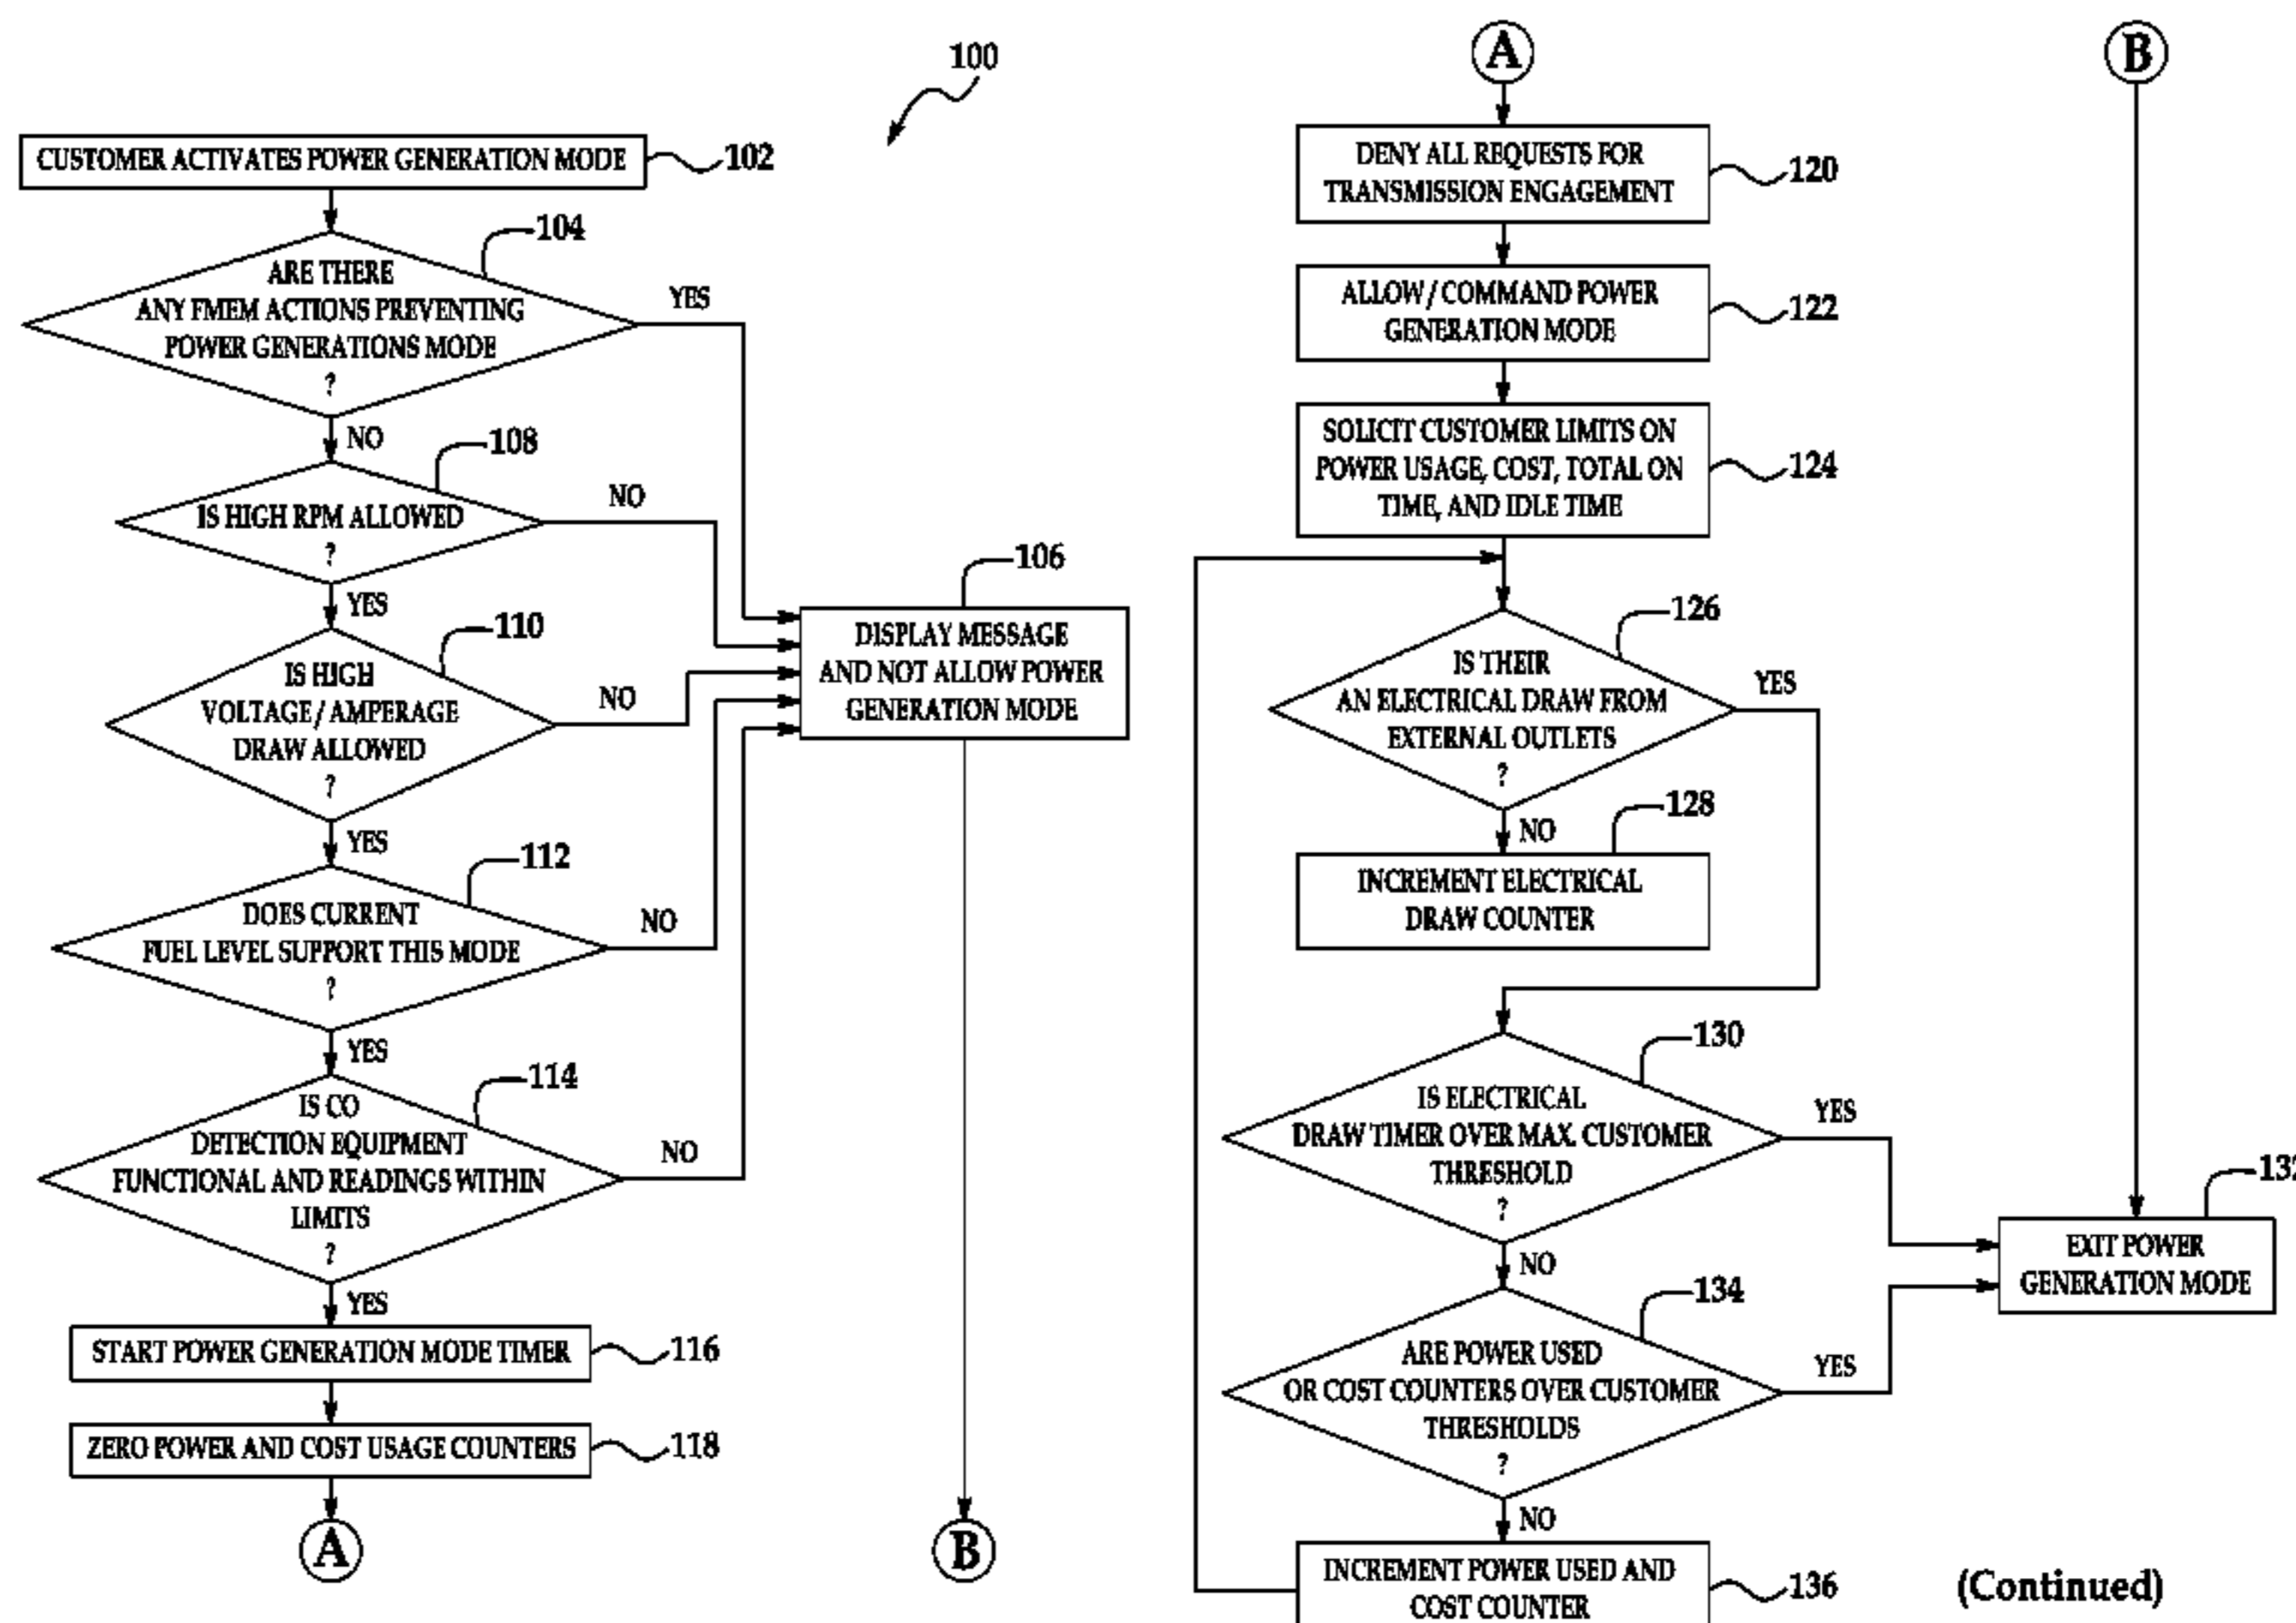 100
CUSTOMER ACTIVATES POWER GENERATION MODE
102
104
ARE THERE
ANY FMEM ACTIONS PREVENTING
POWER GENERATIONS MODE
?
YES
NO
108
IS HIGH RPM ALLOWED
?
NO
YES
110
IS HIGH
VOLTAGE/AMPERAGE
DRAW ALLOWED
?
NO
YES
112
DOES CURRENT
FUEL LEVEL SUPPORT THIS MODE
?
NO
YES
114
IS CO
DETECTION EQUIPMENT
FUNCTIONAL AND READINGS WITHIN
LIMITS
?
NO
YES
106
DISPLAY MESSAGE
AND NOT ALLOW POWER
GENERATION MODE
START POWER GENERATION MODE TIMER
116
ZERO POWER AND COST USAGE COUNTERS
118
A
B
A
B
DENY ALL REQUESTS FOR
TRANSMISSION ENGAGEMENT
120
ALLOW/COMMAND POWER
GENERATION MODE
122
SOLICIT CUSTOMER LIMITS ON
POWER USAGE, COST, TOTAL ON
TIME, AND IDLE TIME
124
126
IS THEIR
AN ELECTRICAL DRAW FROM
EXTERNAL OUTLETS
?
YES
NO
128
INCREMENT ELECTRICAL
DRAW COUNTER
130
IS ELECTRICAL
DRAW TIMER OVER MAX. CUSTOMER
THRESHOLD
?
YES
NO
132
EXIT POWER
GENERATION MODE
134
ARE POWER USED
OR COST COUNTERS OVER CUSTOMER
THRESHOLDS
?
YES
NO
INCREMENT POWER USED AND
COST COUNTER
136
(Continued)